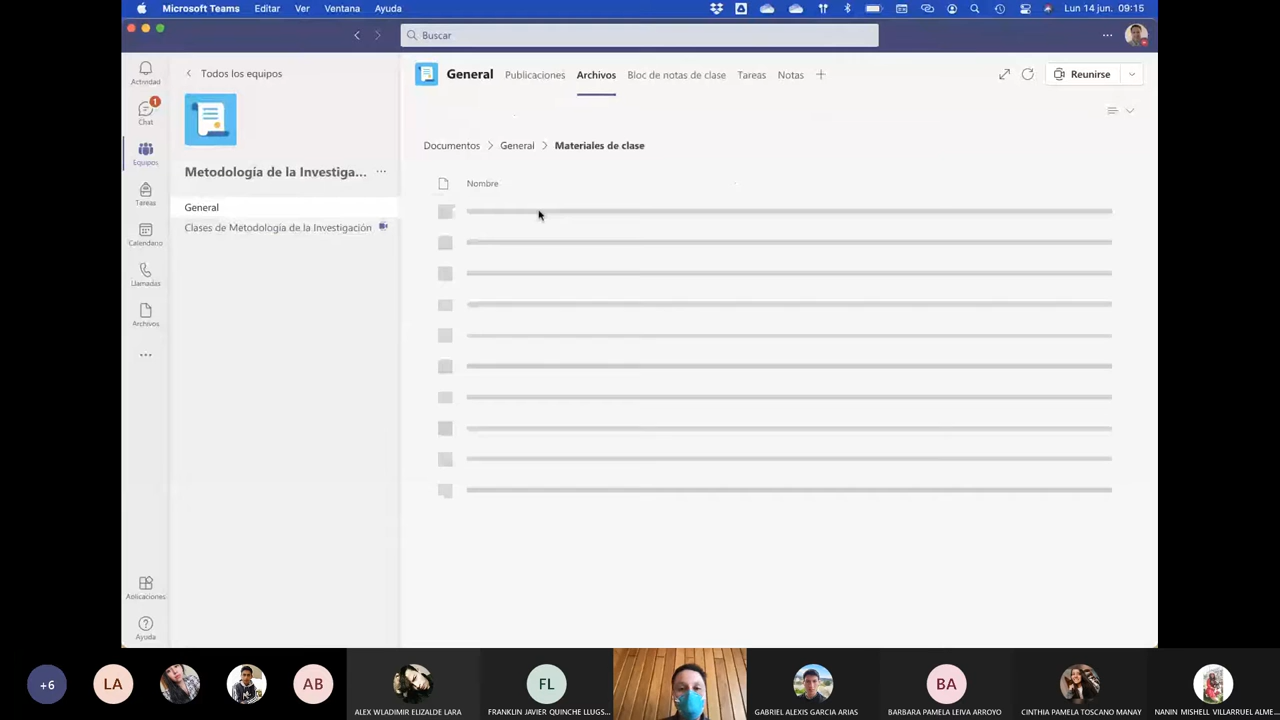 Microsoft Teams Editar Ver Ventana Ayuda
Lun 14 jun. 09:15
Buscar
Actividad
Chat
1
Equipos
Tareas
Calendario
Llamadas
Archivos
Aplicaciones
Ayuda
Todos los equipos
Metodología de la Investiga...
General
Clases de Metodología de la Investigación
General Publicaciones Archivos Bloc de notas de clase Tareas Notas
Reunirse
Documentos > General > Materiales de clase
Nombre
+6
LA
AB
ALEX WLADIMIR ELIZALDE LARA
FL
FRANKLIN JAVIER QUINCHE LLUGS...
GABRIEL ALEXIS GARCIA ARIAS
BA
BARBARA PAMELA LEIVA ARROYO
CINTHIA PAMELA TOSCANO MANAY
NANIN MISHELL VILLARRUEL ALME